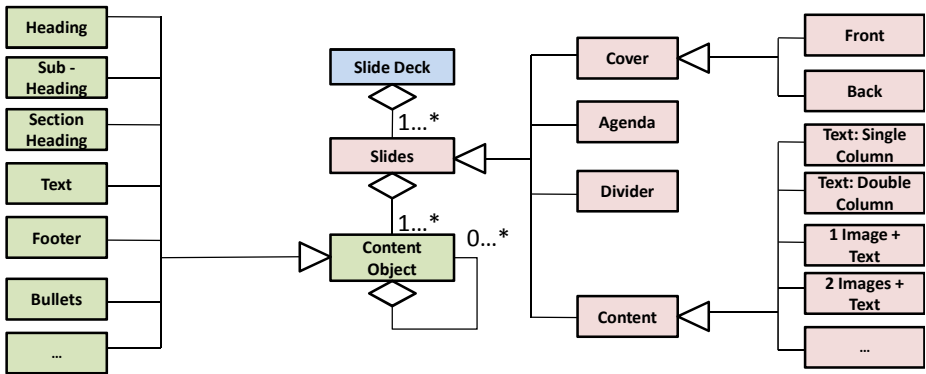 Heading
Sub -
Heading
Section
Heading
Text
Footer
Bullets
...
Slide Deck
1...*
Slides
1...*
0...*
Content
Object
Cover
Agenda
Divider
Content
Front
Back
Text: Single
Column
Text: Double
Column
1 Image +
Text
2 Images +
Text
...